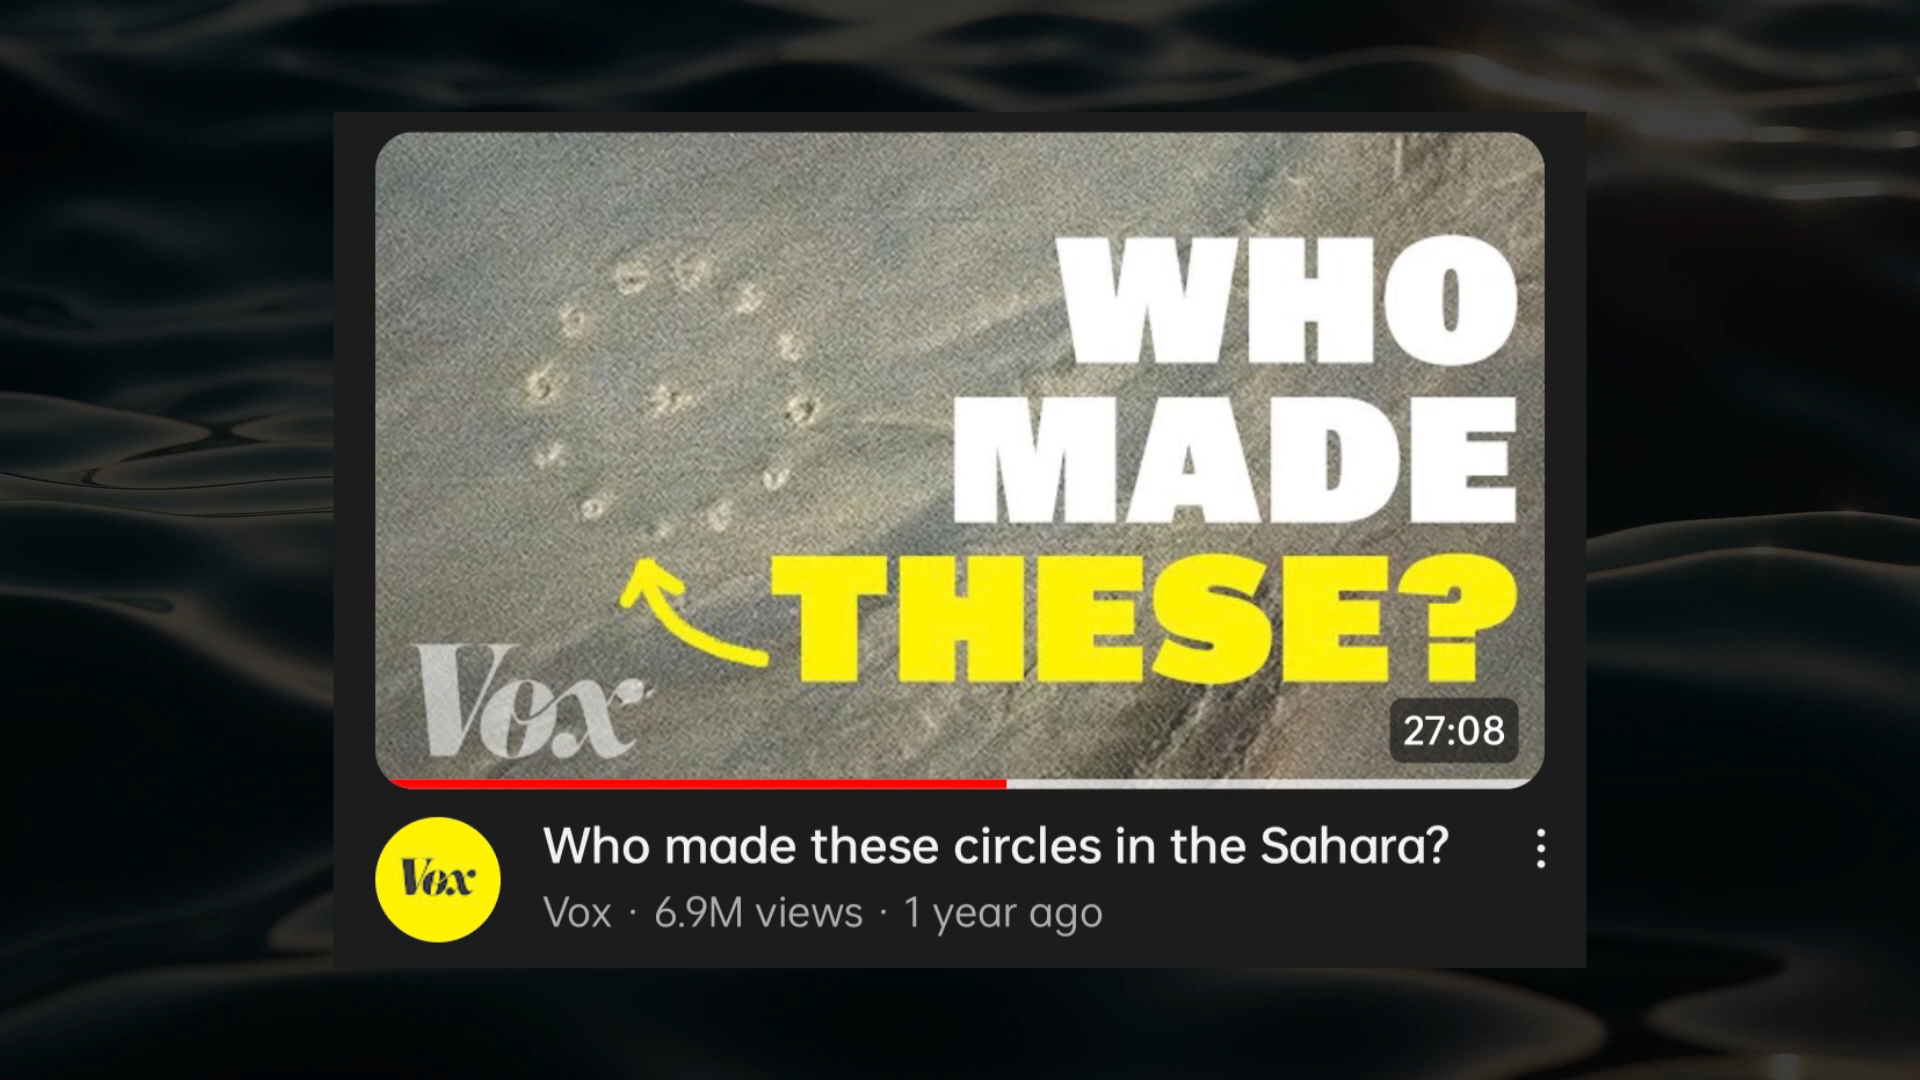 WHO
MADE
THESE?
Vox
27:08
Vox
Who made these circles in the Sahara?
Vox · 6.9M views · 1 year ago